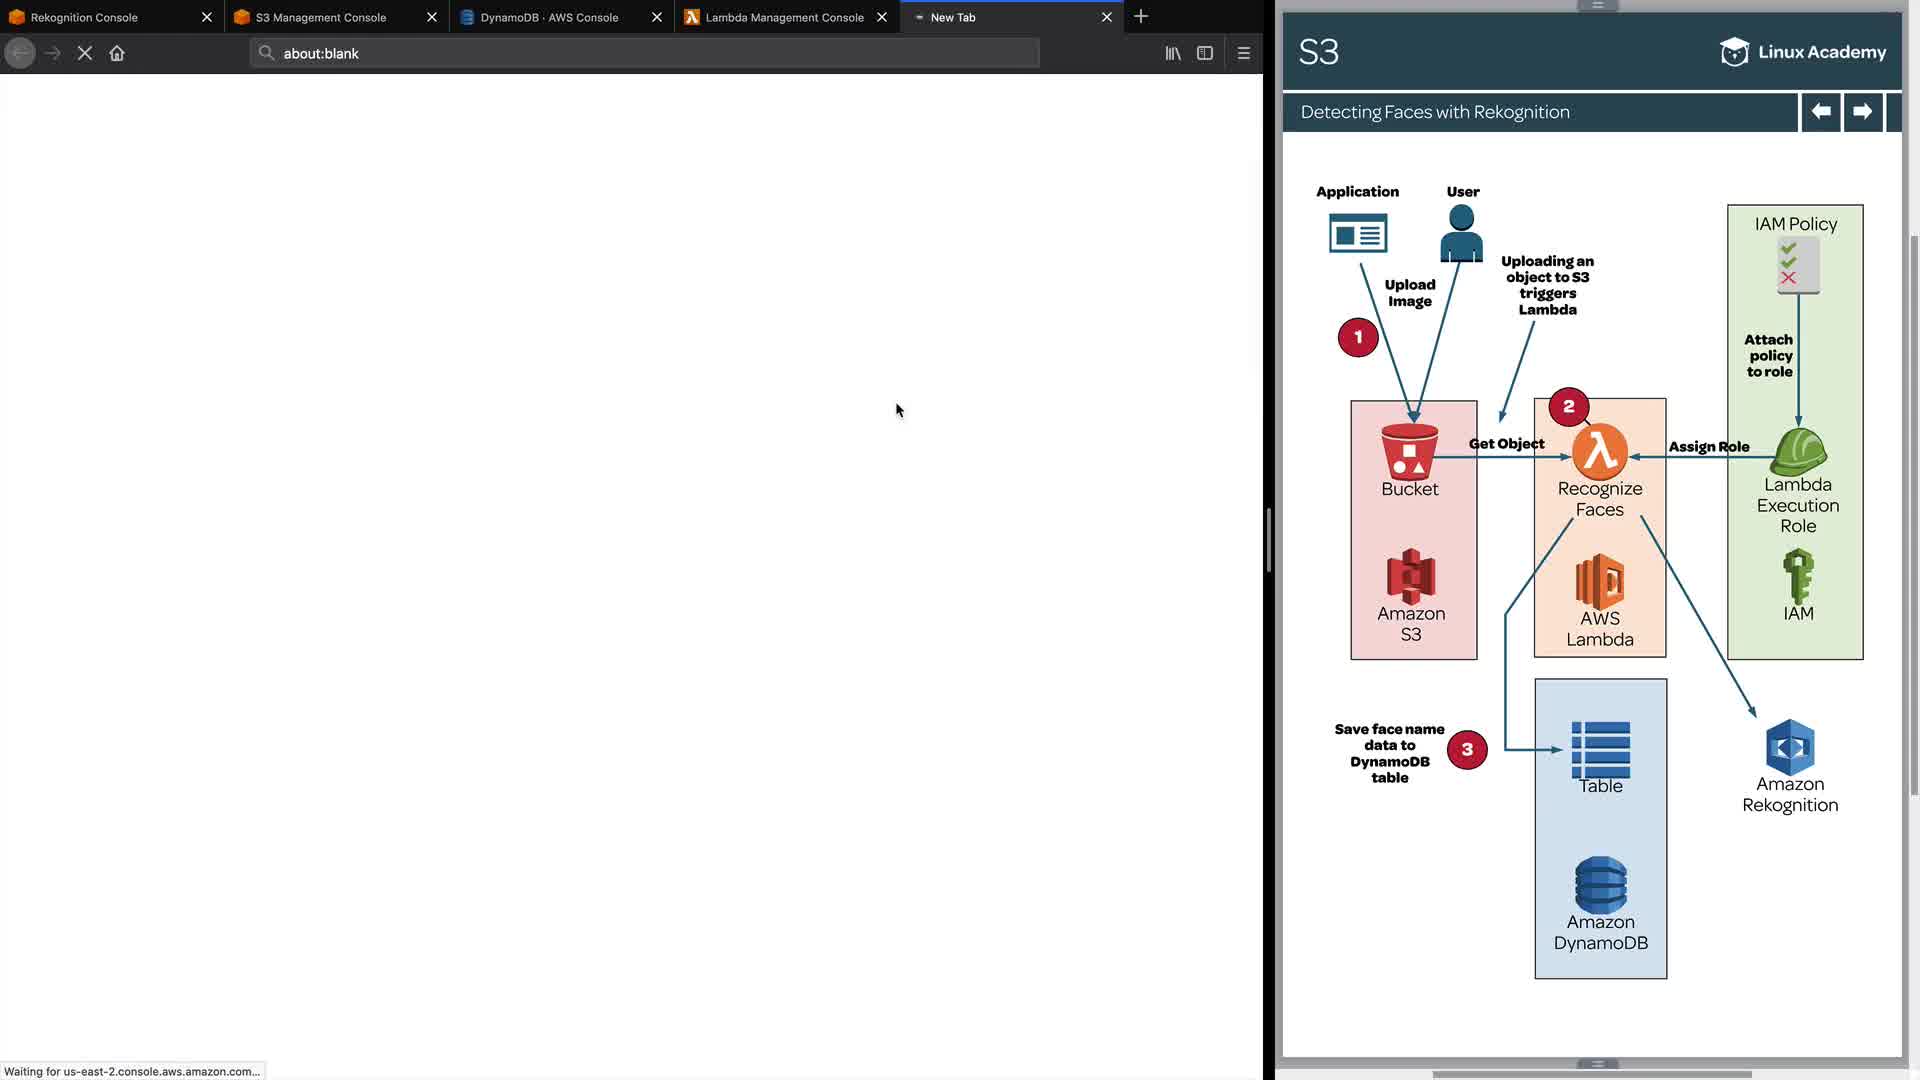 Rekognition Console
S3 Management Console
DynamoDB · AWS Console
Lambda Management Console
New Tab
about:blank
Waiting for us-east-2.console.aws.amazon.com...
S3
Linux Academy
Detecting Faces with Rekognition
Application
User
Upload
Image
Uploading an
object to S3
triggers
Lambda
1
IAM Policy
Attach
policy
to role
2
Get Object
Assign Role
Bucket
Recognize
Faces
Lambda
Execution
Role
Amazon
S3
AWS
Lambda
IAM
Save face name
data to
DynamoDB
table
3
Table
Amazon
Rekognition
Amazon
DynamoDB